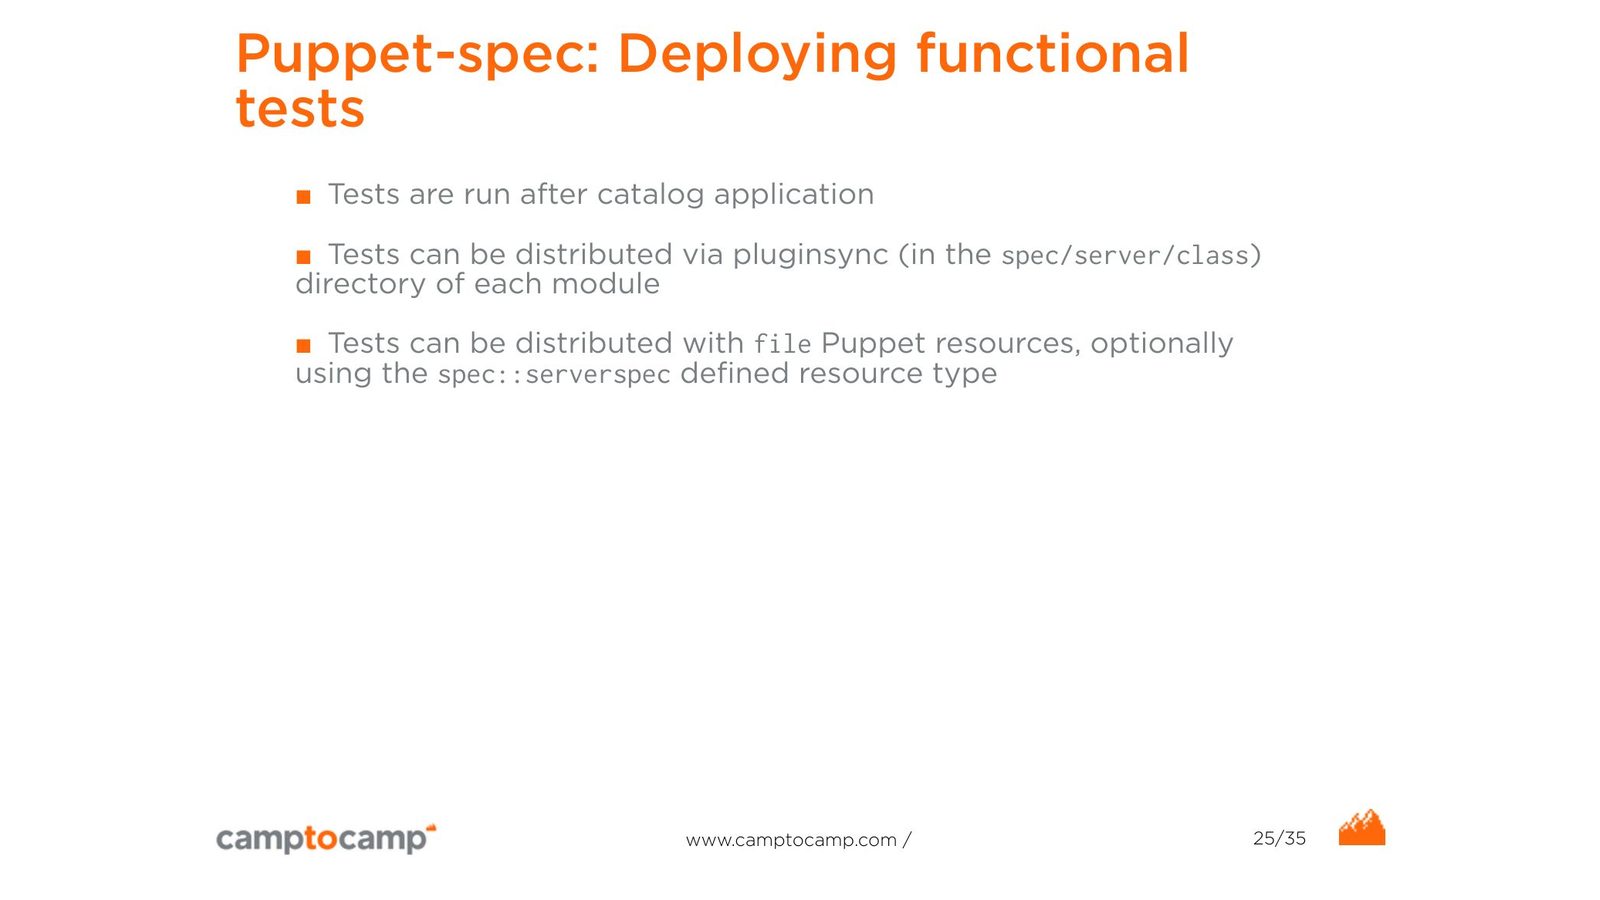 Puppet-spec: Deploying functional
tests
■ Tests are run after catalog application
■ Tests can be distributed via pluginsync (in the spec/server/class)
directory of each module
■ Tests can be distributed with file Puppet resources, optionally
using the spec::serverspec defined resource type
camptocamp
www.camptocamp.com /
25/35